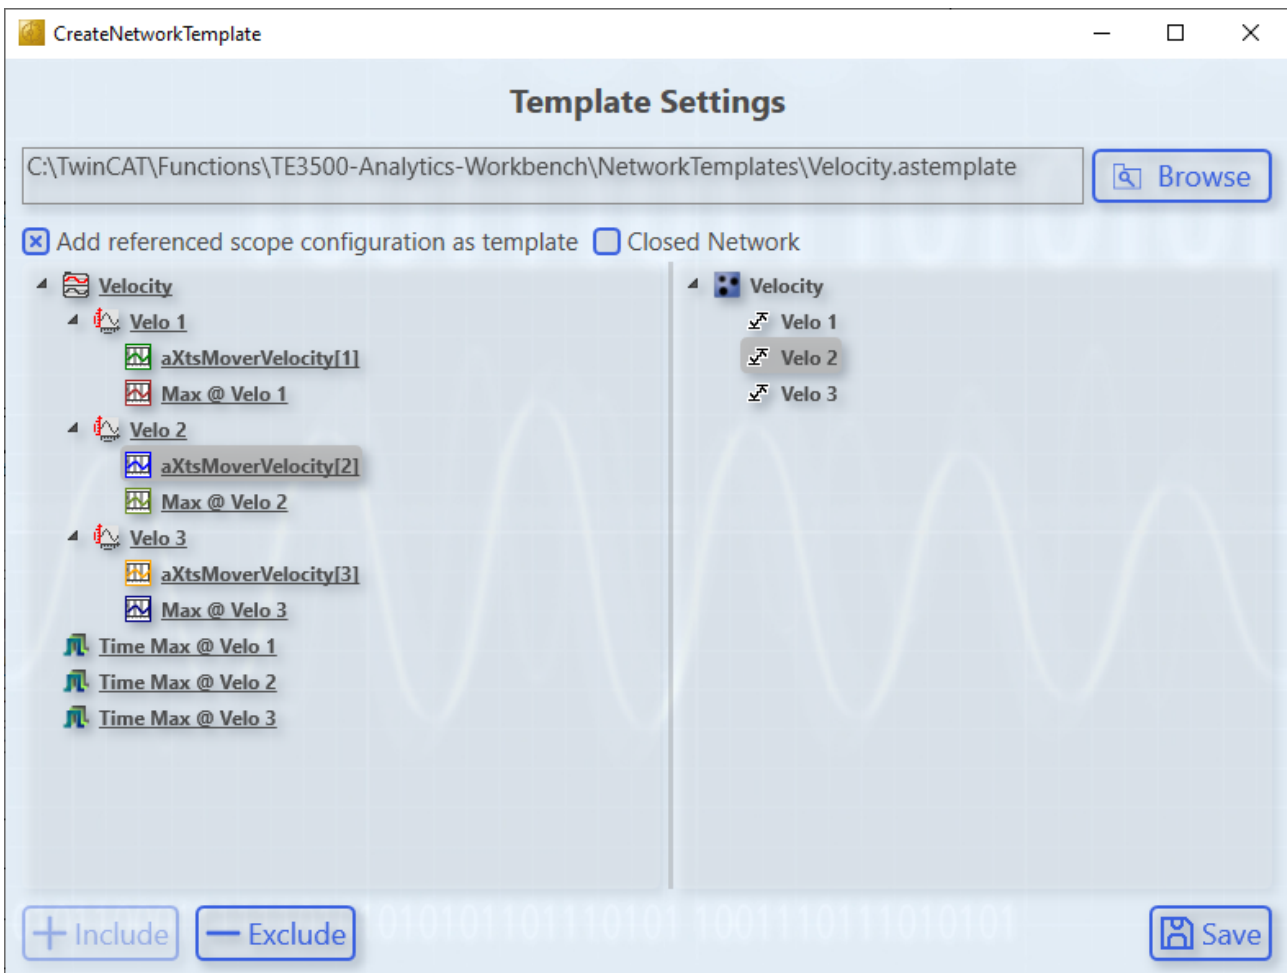 CreateNetworkTemplate
Template Settings
C:\TwinCAT\Functions\TE3500-Analytics-Workbench\NetworkTemplates\Velocity.astemplate
Browse
Add referenced scope configuration as template
Closed Network
Velocity
Velo 1
aXtsMoverVelocity[1]
Max @ Velo 1
Velo 2
aXtsMoverVelocity[2]
Max @ Velo 2
Velo 3
aXtsMoverVelocity[3]
Max @ Velo 3
Time Max @ Velo 1
Time Max @ Velo 2
Time Max @ Velo 3
Velocity
Velo 1
Velo 2
Velo 3
Include
Exclude
Save